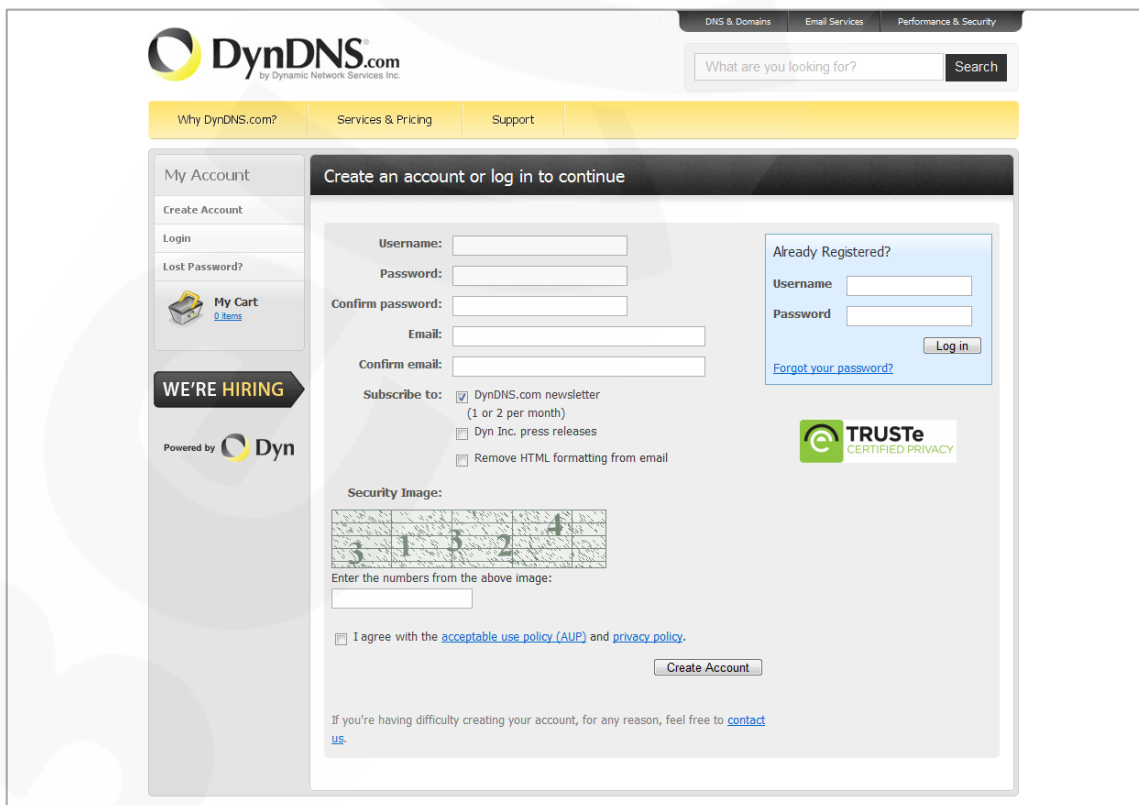 DNS & Domains Email Services Performance & Security
DynDNS.com®
by Dynamic Network Services Inc.
What are you looking for? Search
Why DynDNS.com? Services & Pricing Support
My Account
Create Account
Login
Lost Password?
My Cart
0 items
WE'RE HIRING
Powered by Dyn
Create an account or log in to continue
Username:
Password:
Confirm password:
Email:
Confirm email:
Subscribe to: DynDNS.com newsletter
(1 or 2 per month)
Dyn Inc. press releases
Remove HTML formatting from email
Security Image:
3 1 3 2 4
Enter the numbers from the above image:
I agree with the acceptable use policy (AUP) and privacy policy.
Create Account
If you're having difficulty creating your account, for any reason, feel free to contact
us.
Already Registered?
Username
Password
Log in
Forgot your password?
TRUSTe
CERTIFIED PRIVACY